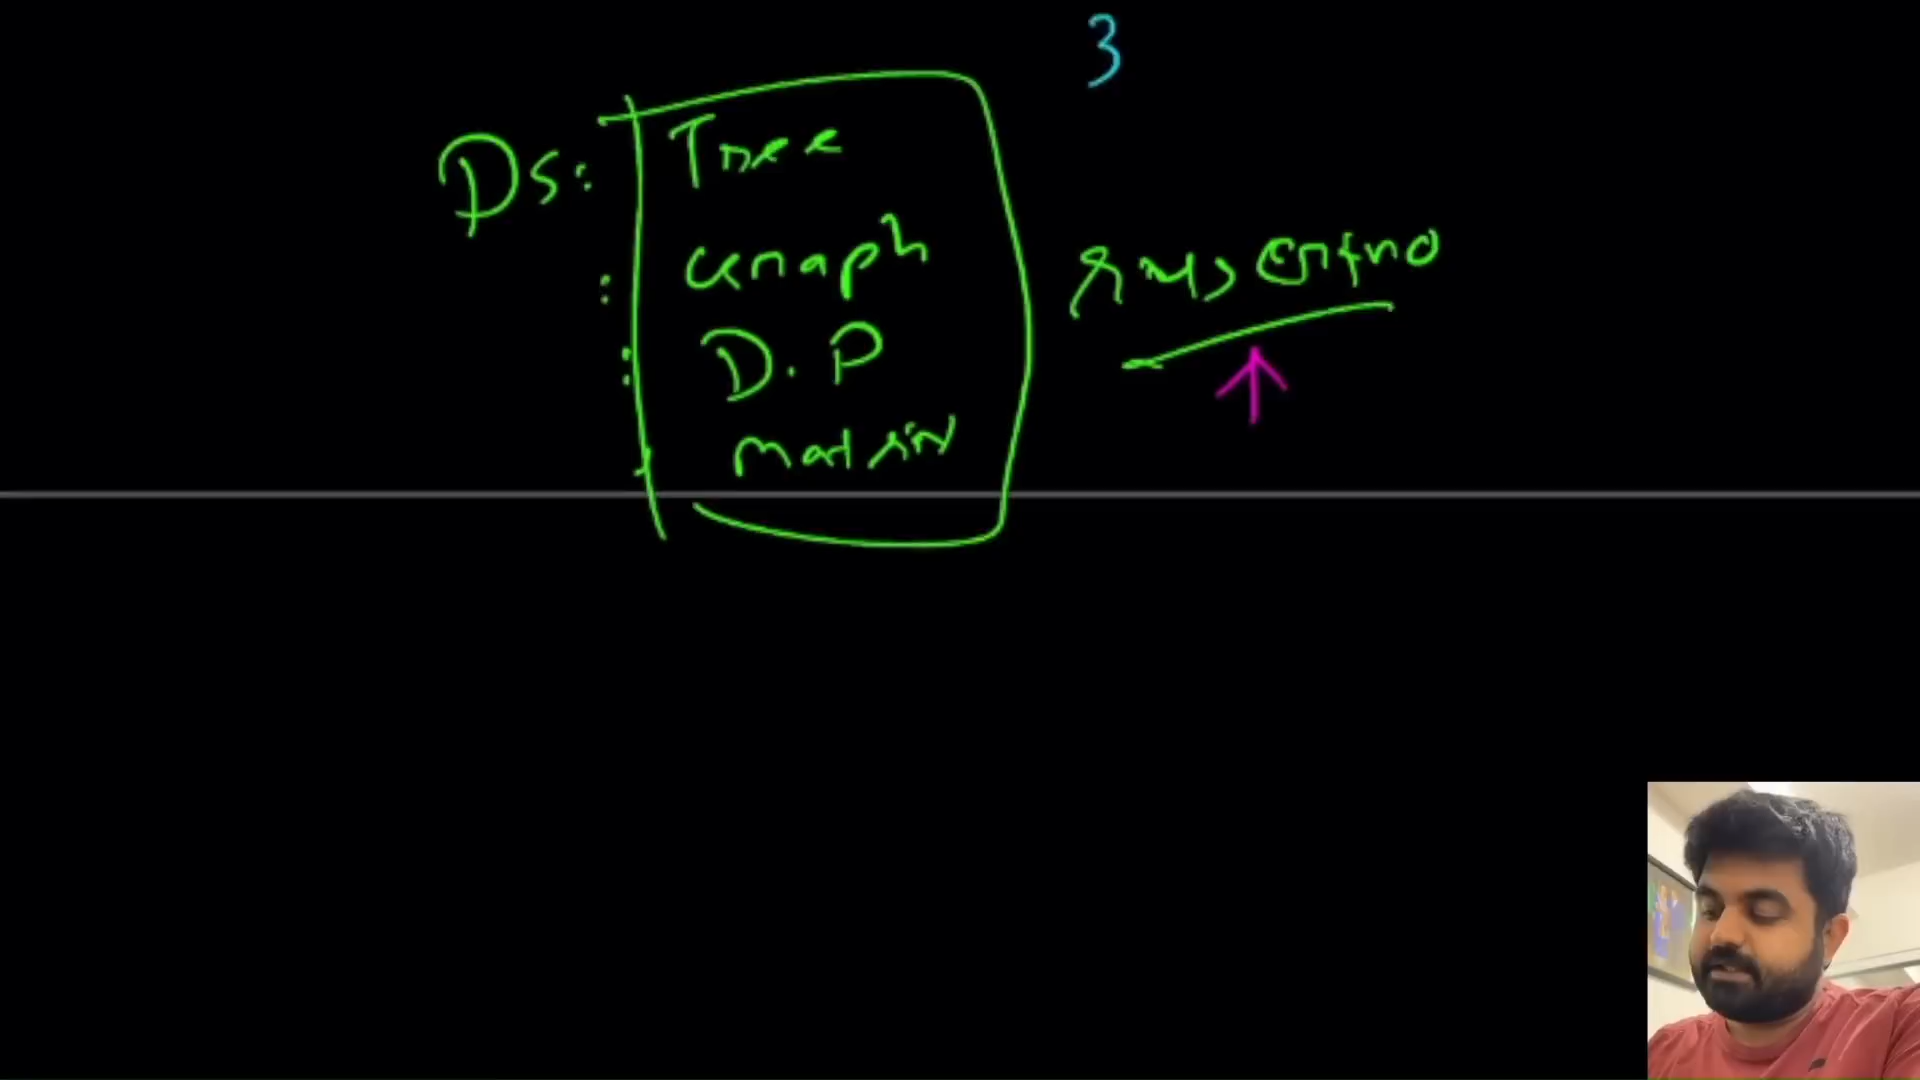 3
DS: Tree
: Graph
: D.P
matrix